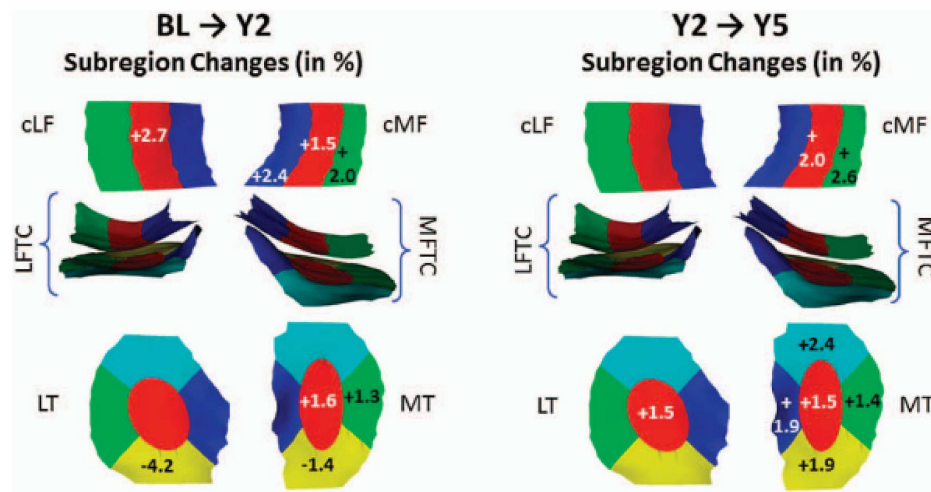 BL → Y2
Subregion Changes (in %)
cLF
+2.7
+2.4
+1.5
+
2.0
cMF
LFTC
MFTC
LT
-4.2
+1.6
+1.3
-1.4
MT
Y2 → Y5
Subregion Changes (in %)
cLF
+
2.0
+
2.6
cMF
LFTC
MFTC
LT
+1.5
+2.4
+
1.9
+1.5
+1.4
+1.9
MT